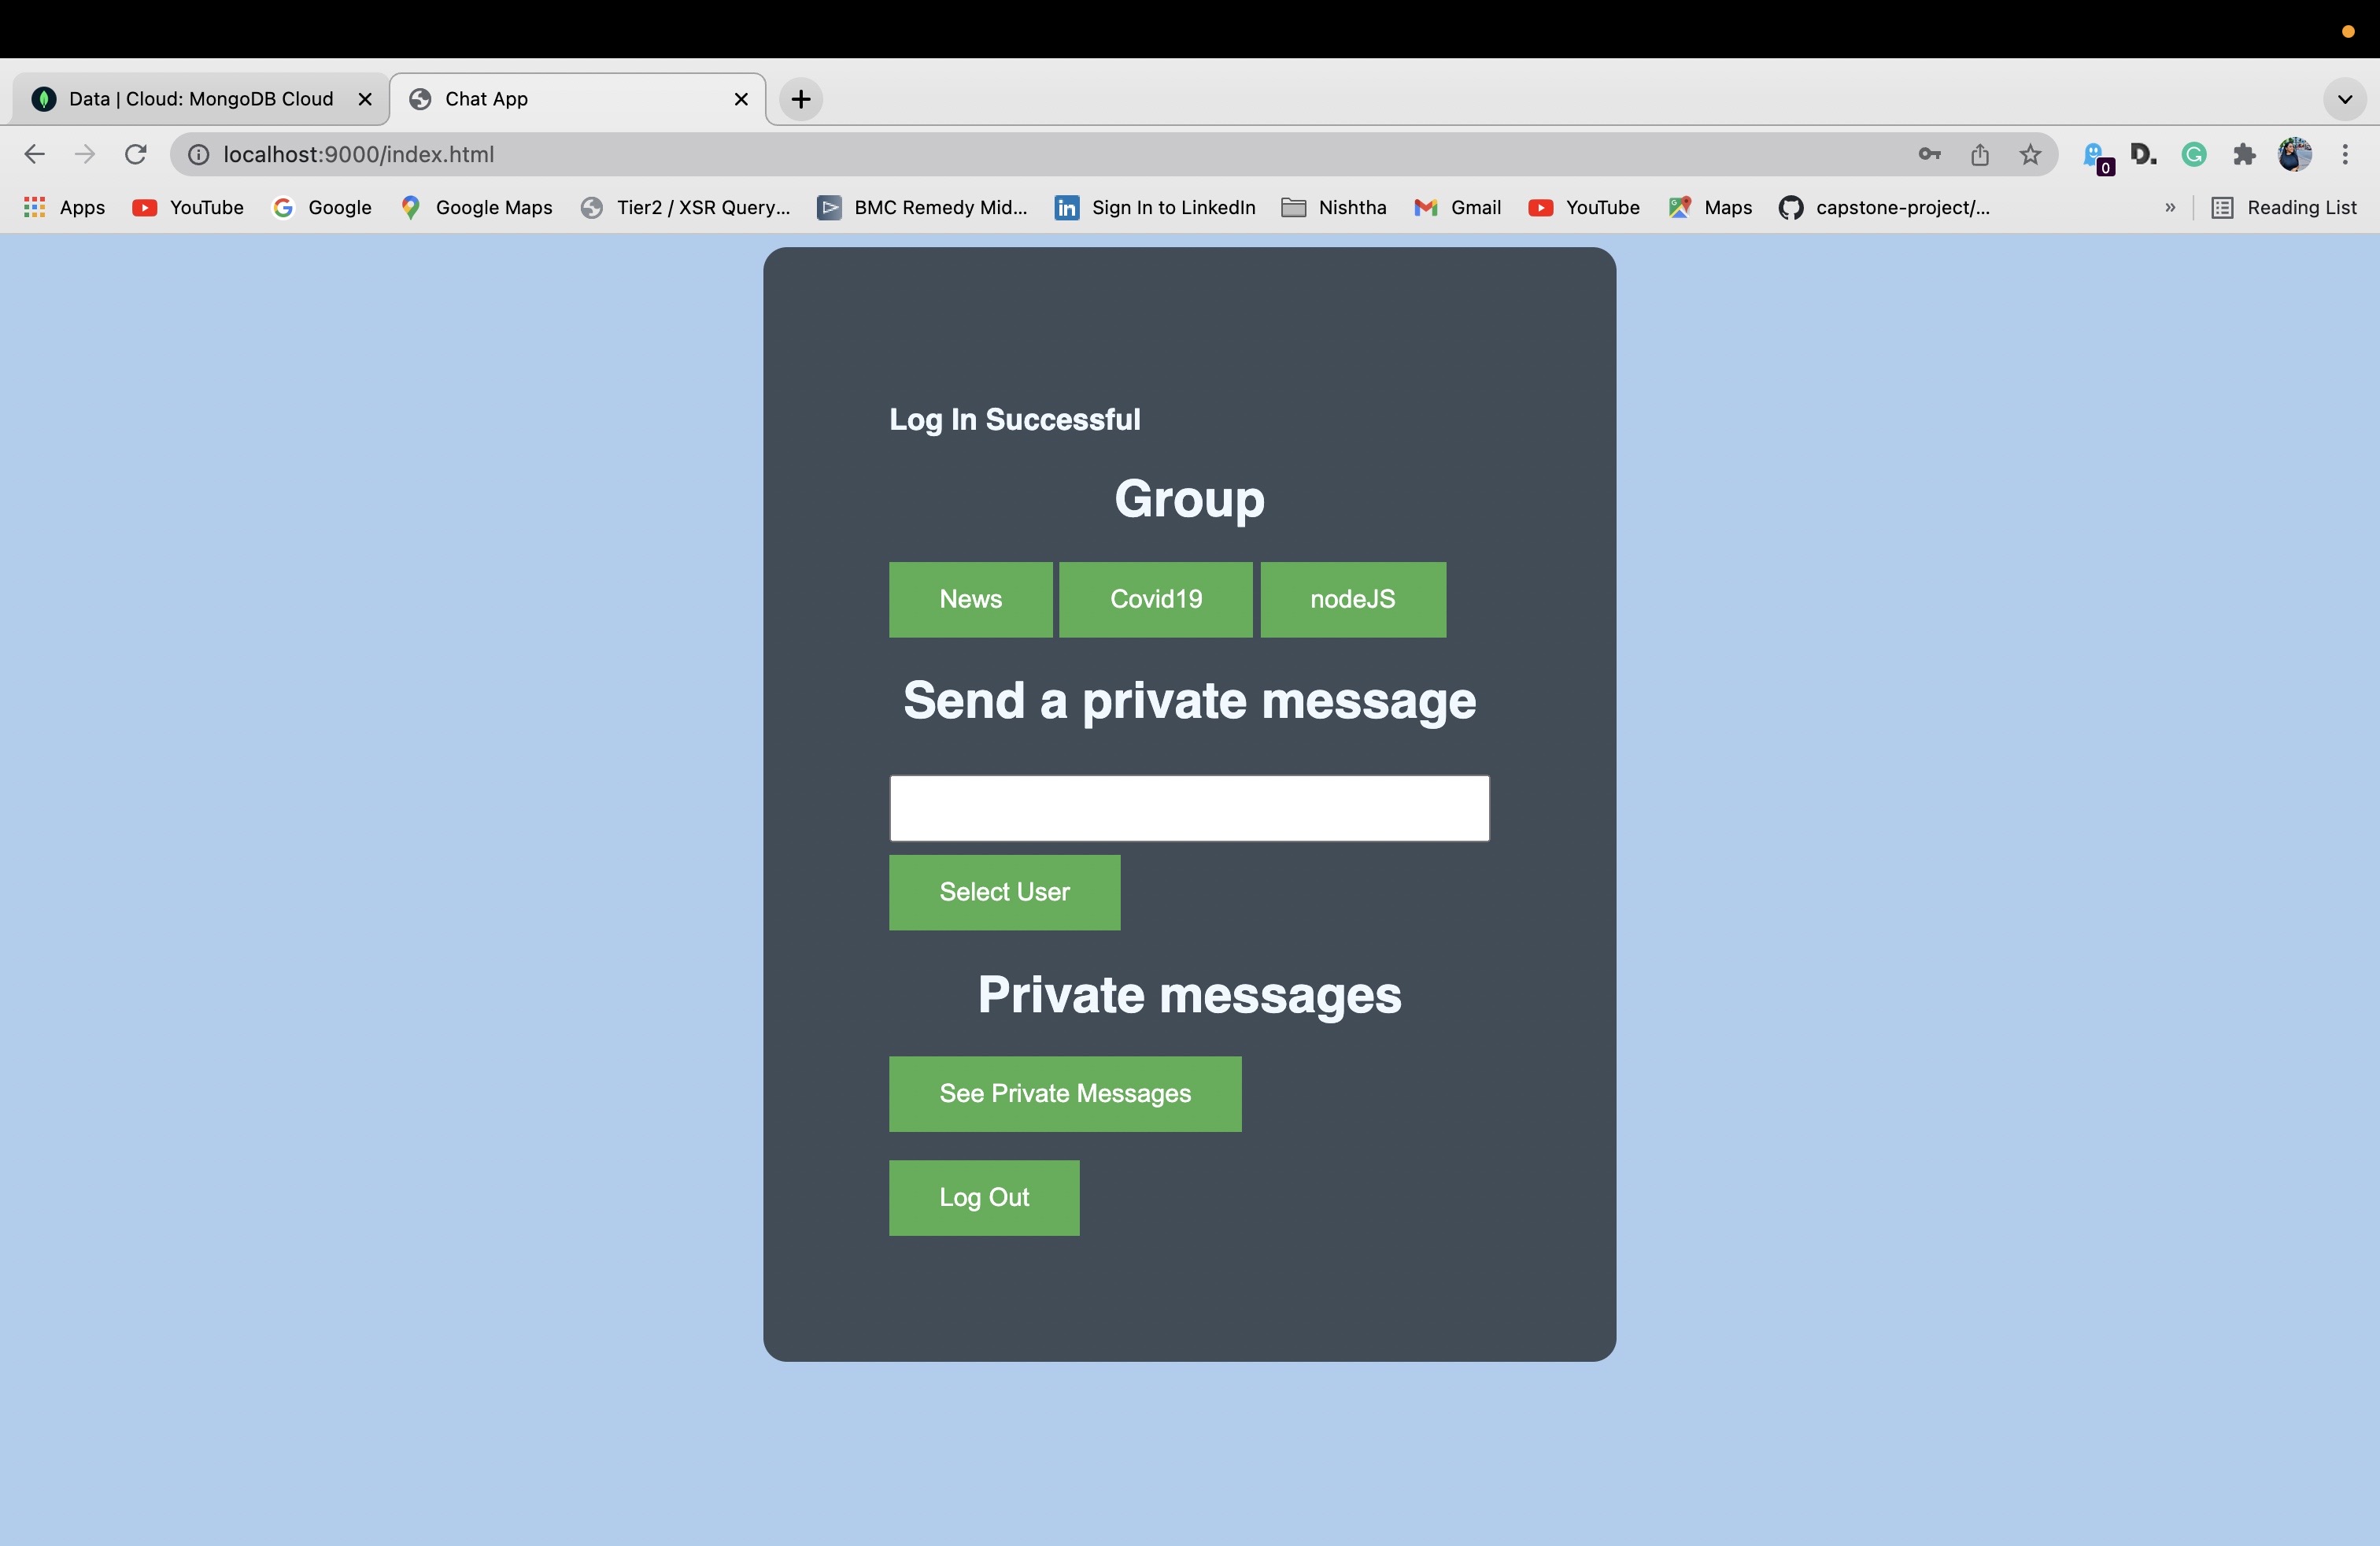 Data | Cloud: MongoDB Cloud
Chat App
localhost:9000/index.html
0
D.
Apps
YouTube
Google
Google Maps
Tier2 / XSR Query...
BMC Remedy Mid...
in
Sign In to LinkedIn
Nishtha
Gmail
YouTube
Maps
capstone-project/...
»
Reading List
Log In Successful
Group
News
Covid19
nodeJS
Send a private message
Select User
Private messages
See Private Messages
Log Out